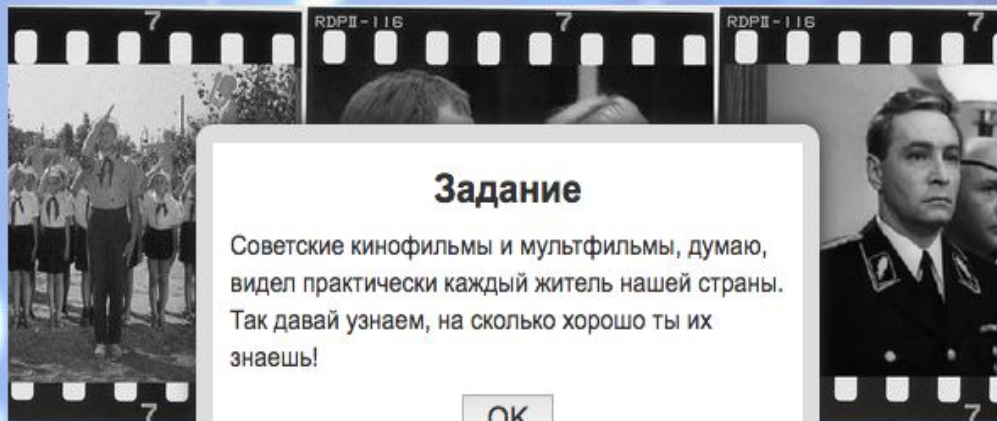 7
RDPII-116 7
RDPII-116 7
Задание
Советские кинофильмы и мультфильмы, думаю,
видел практически каждый житель нашей страны.
Так давай узнаем, на сколько хорошо ты их
знаешь!
OK
7
7